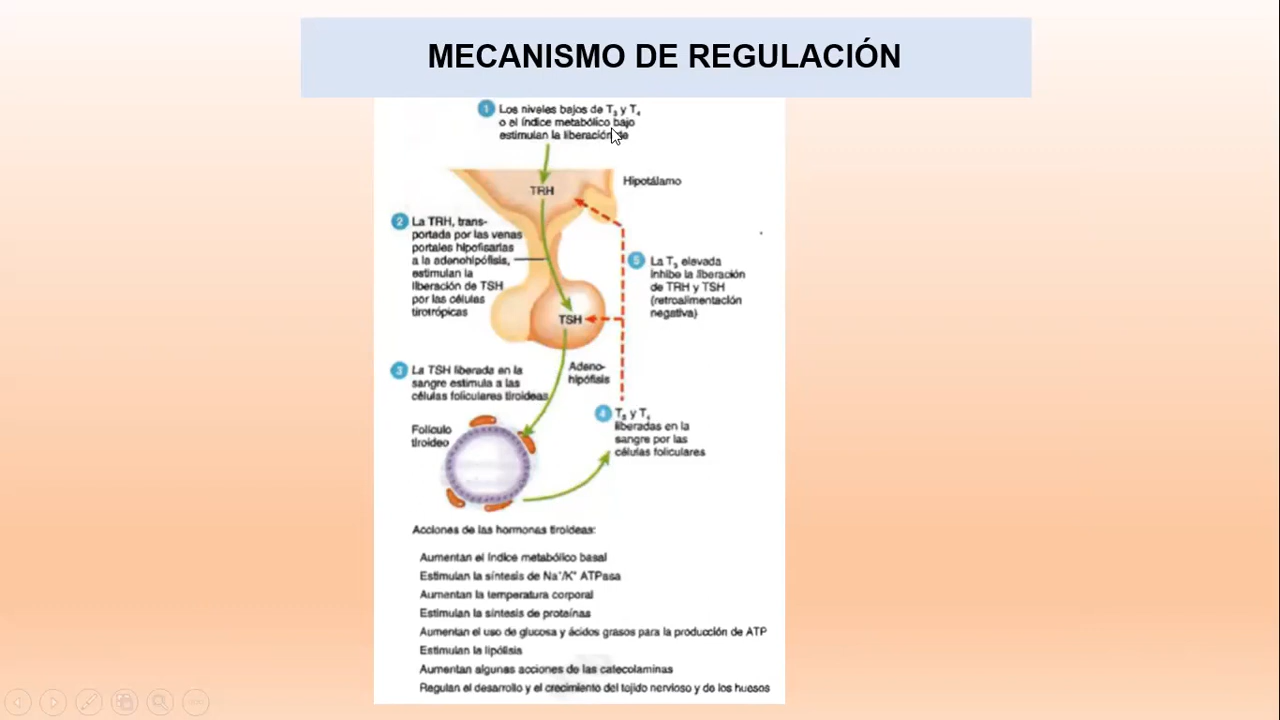 MECANISMO DE REGULACIÓN
1 Los niveles bajos de T₃ y T₄
o el índice metabólico bajo
estimulan la liberación de
TRH
Hipotálamo
2 La TRH, trans-
portada por las venas
portales hipofisarias
a la adenohipófisis,
estimulan la
liberación de TSH
por las células
tirotrópicas
5 La T₃ elevada
inhibe la liberación
de TRH y TSH
(retroalimentación
negativa)
TSH
Adeno-
hipófisis
3 La TSH liberada en la
sangre estimula a las
células foliculares tiroideas
Folículo
tiroideo
4 T₃ y T₄
liberadas en la
sangre por las
células foliculares
Acciones de las hormonas tiroideas:
Aumentan el índice metabólico basal
Estimulan la síntesis de Na⁺/K⁺ ATPasa
Aumentan la temperatura corporal
Estimulan la síntesis de proteínas
Aumentan el uso de glucosa y ácidos grasos para la producción de ATP
Estimulan la lipólisis
Aumentan algunas acciones de las catecolaminas
Regulan el desarrollo y el crecimiento del tejido nervioso y de los huesos